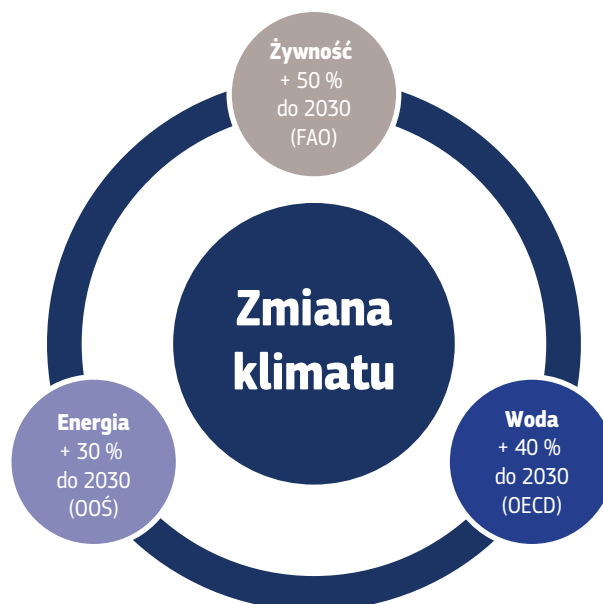 Żywność
+ 50 %
do 2030
(FAO)
Zmiana
klimatu
Energia
+ 30 %
do 2030
(OOŚ)
Woda
+ 40 %
do 2030
(OECD)